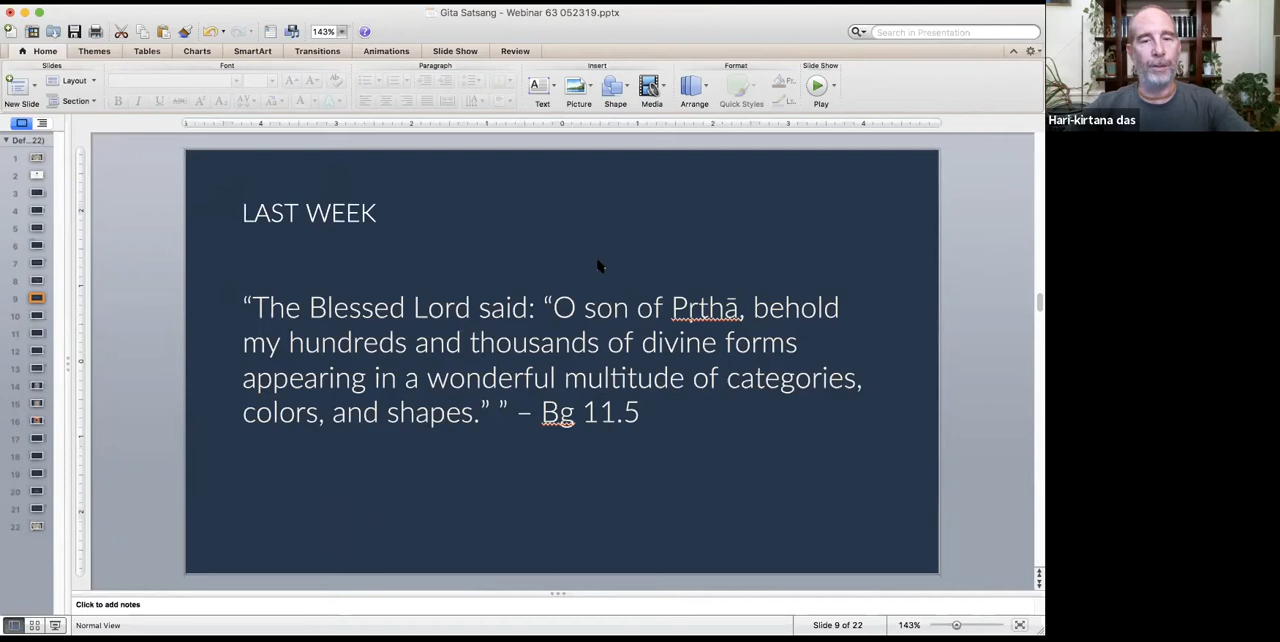 Gita Satsang - Webinar 63 052319.pptx
143%
Search in Presentation
Home
Themes
Tables
Charts
SmartArt
Transitions
Animations
Slide Show
Review
Slides
Font
Paragraph
Insert
Format
Slide Show
New Slide
Layout
Section
Text
Picture
Shape
Media
Arrange
Quick Styles
Play
Hari-kirtana das
LAST WEEK
“The Blessed Lord said: “O son of Pṛthā, behold
my hundreds and thousands of divine forms
appearing in a wonderful multitude of categories,
colors, and shapes.” ” – Bg 11.5
Click to add notes
Normal View
Slide 9 of 22
143%